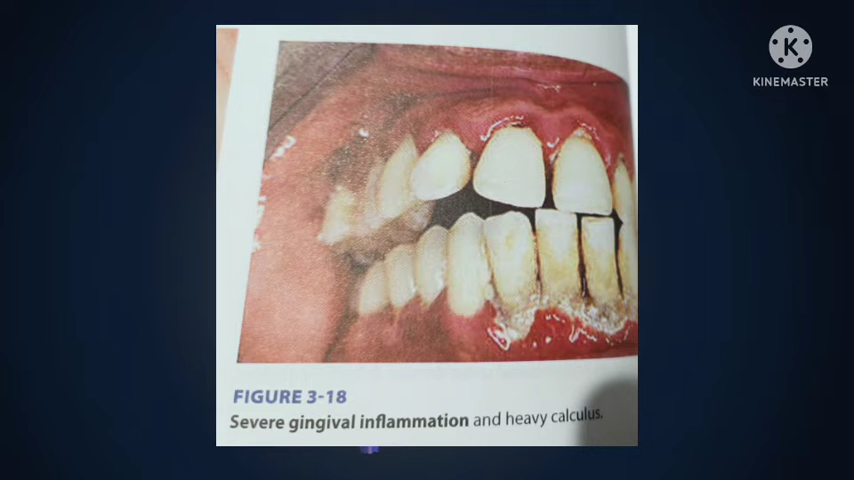 K
KINEMASTER
FIGURE 3-18
Severe gingival inflammation and heavy calculus.